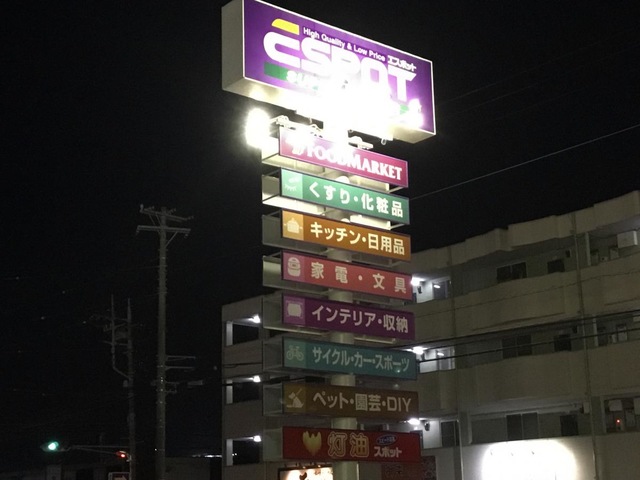 High Quality & Low Price エスポット
ESPOT
FOODMARKET
くすり・化粧品
キッチン・日用品
家電・文具
インテリア・収納
サイクル・カー・スポーツ
ペット・園芸・DIY
灯油 スポット